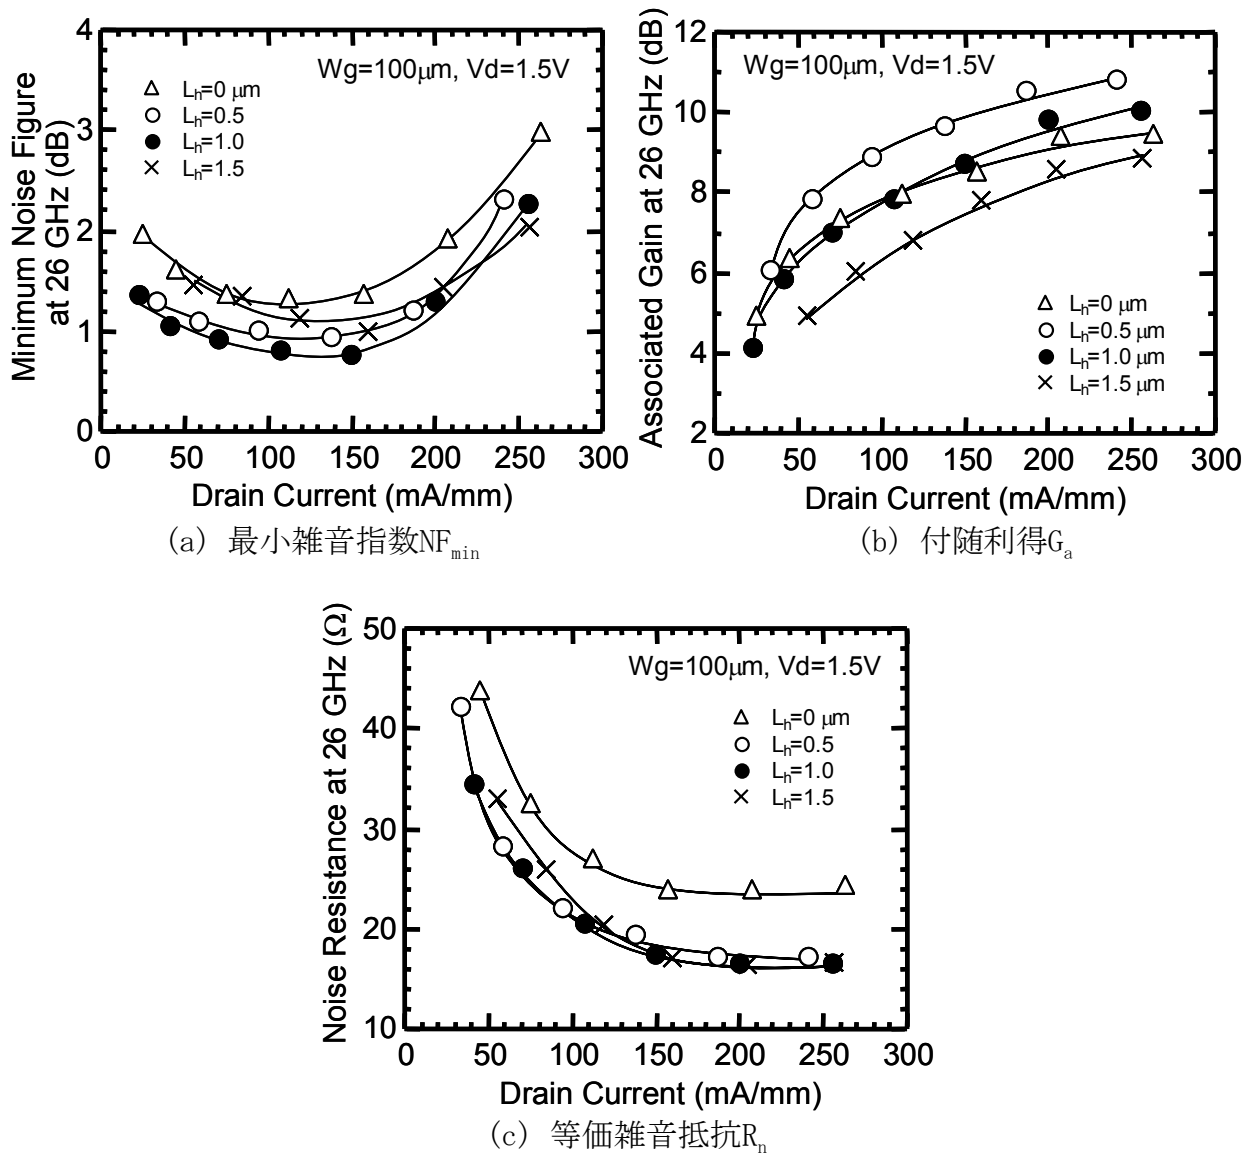 Minimum Noise Figure
at 26 GHz (dB)
4
3
2
1
0
Wg=100μm, Vd=1.5V
Lh=0 μm
Lh=0.5
Lh=1.0
Lh=1.5
0 50 100 150 200 250 300
Drain Current (mA/mm)
(a) 最小雑音指数NFmin
Associated Gain at 26 GHz (dB)
12
10
8
6
4
2
Wg=100μm, Vd=1.5V
Lh=0 μm
Lh=0.5 μm
Lh=1.0 μm
Lh=1.5 μm
0 50 100 150 200 250 300
Drain Current (mA/mm)
(b) 付随利得Ga
Noise Resistance at 26 GHz (Ω)
50
40
30
20
10
Wg=100μm, Vd=1.5V
Lh=0 μm
Lh=0.5
Lh=1.0
Lh=1.5
0 50 100 150 200 250 300
Drain Current (mA/mm)
(c) 等価雑音抵抗Rn